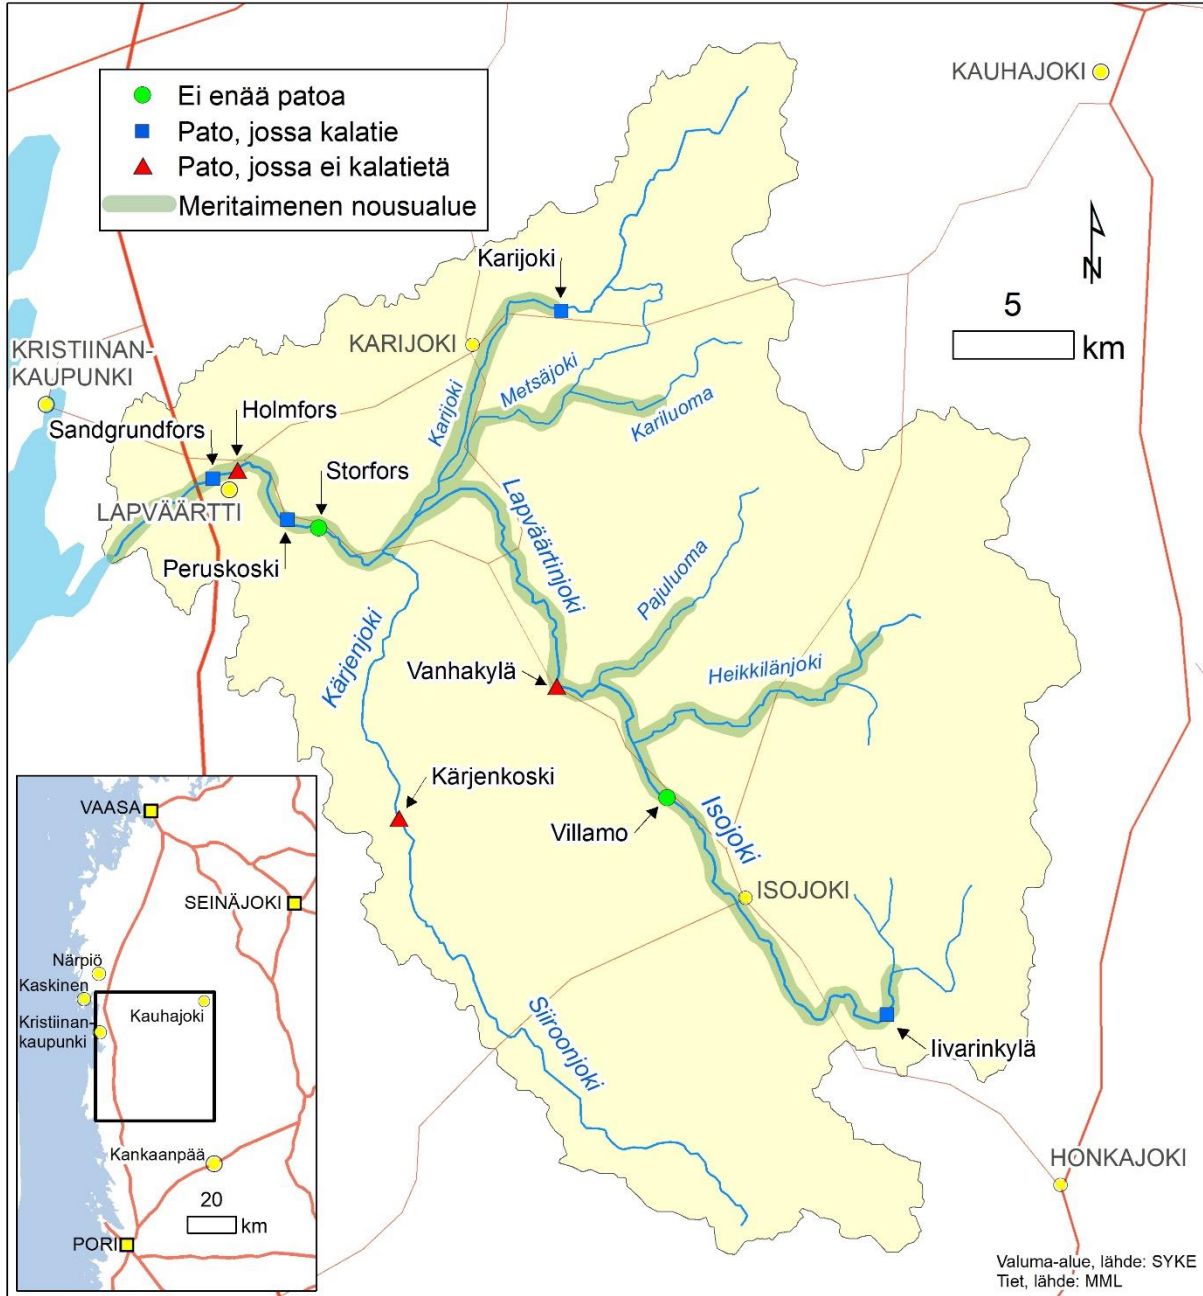 KAUHAJOKI
Ei enää patoa
Pato, jossa kalatie
Pato, jossa ei kalatietä
Meritaimenen nousualue
N
5
km
Karijoki
KARIJOKI
KRISTIINAN-
KAUPUNKI
Metsäjoki
Kariluoma
Karijoki
Holmfors
Sandgrundfors
Storfors
LAPVÄÄRTTI
Peruskoski
Lapväärtinjoki
Pajuluoma
Kärjenjoki
Vanhakylä
Heikkilänjoki
Kärjenkoski
Villamo
Isojoki
ISOJOKI
Siiroonjoki
Iivarinkylä
HONKAJOKI
VAASA
SEINÄJOKI
Närpiö
Kaskinen
Kristiinan-
kaupunki
Kauhajoki
Kankaanpää
20
km
PORI
Valuma-alue, lähde: SYKE
Tiet, lähde: MML